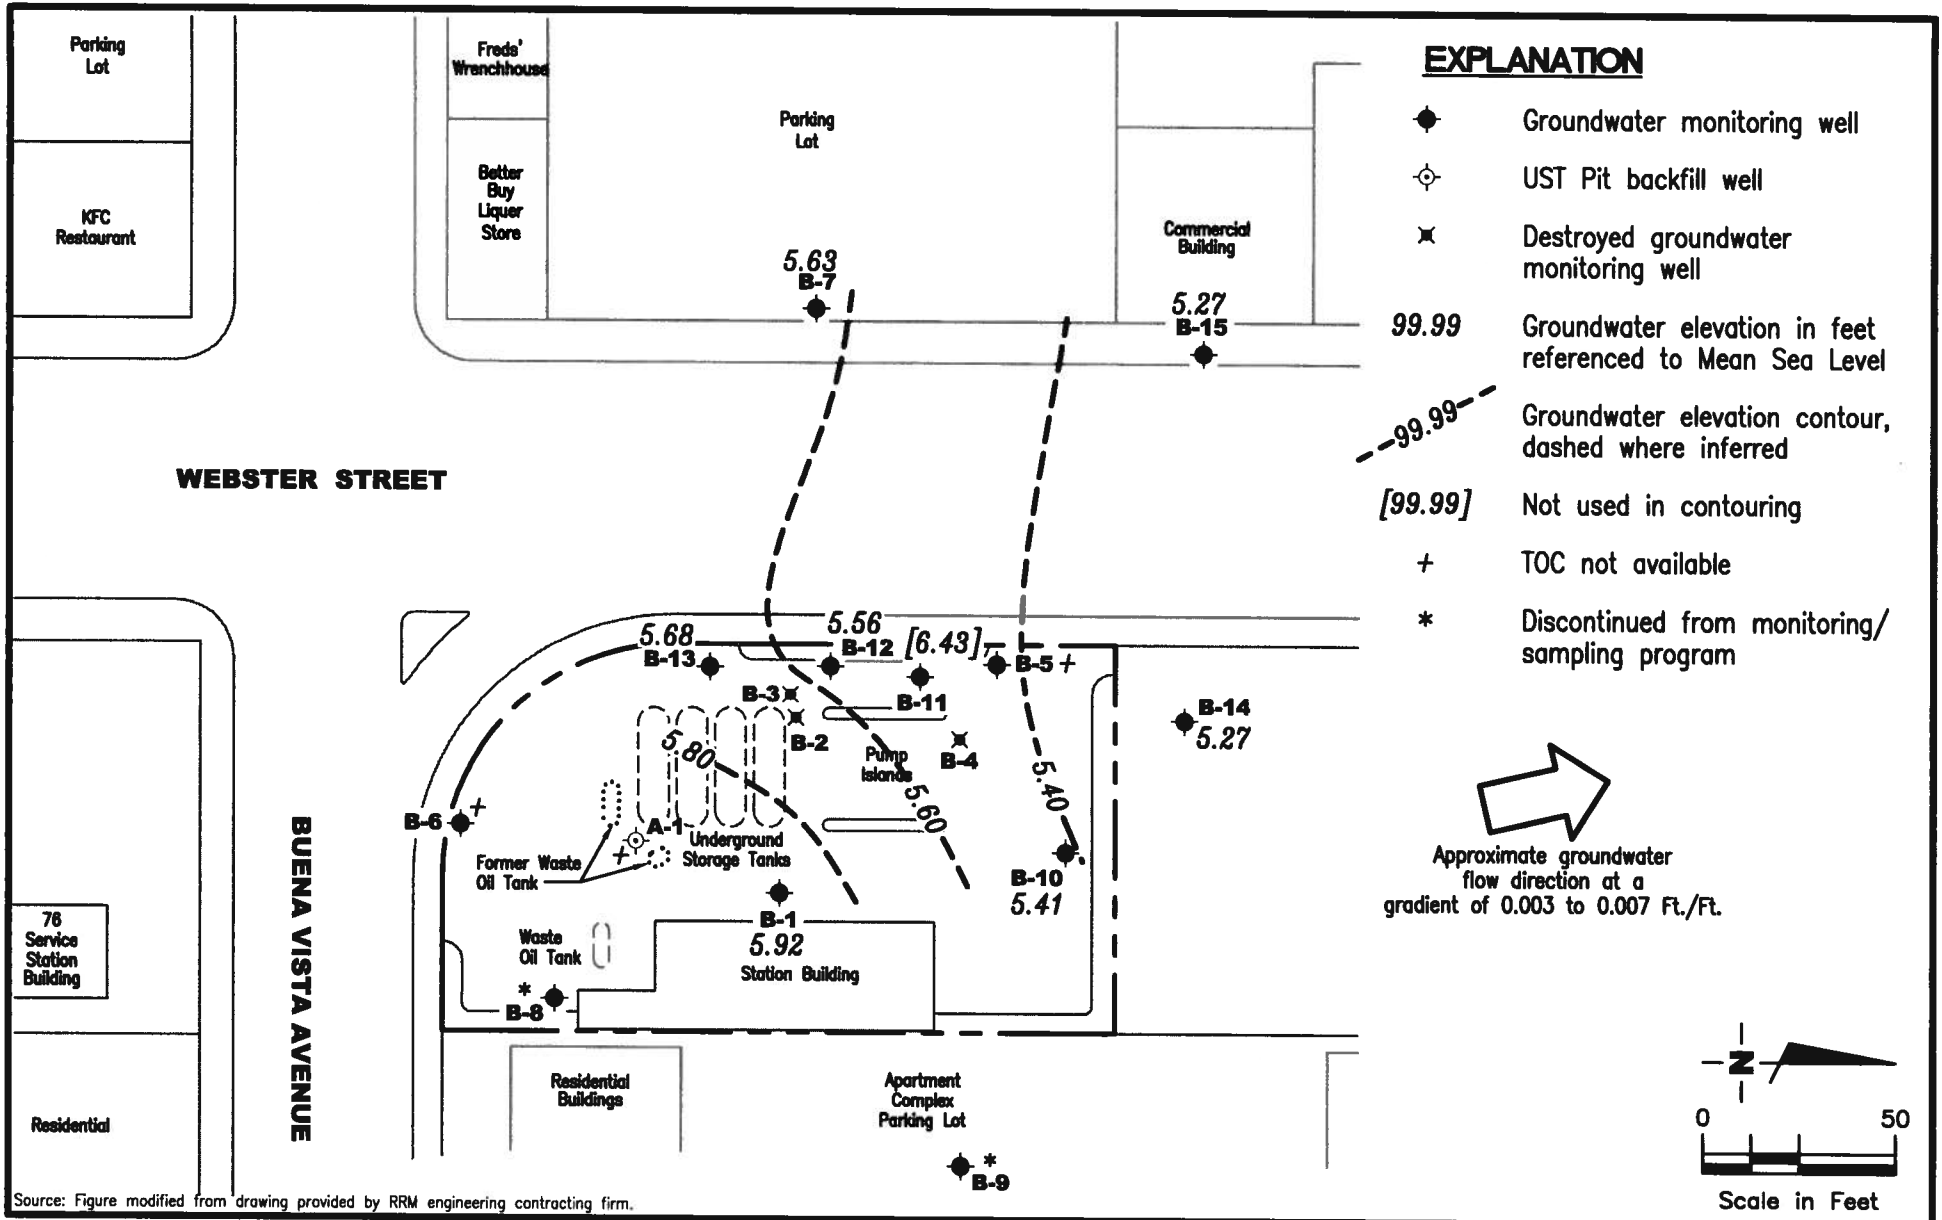 Parking
Lot
KFC
Restaurant
Freds'
Wrenchhouse
Better
Buy
Liquer
Store
Parking
Lot
Commercial
Building
5.63
B-7
5.27
B-15
WEBSTER STREET
BUENA VISTA AVENUE
5.68
B-13
5.56
B-12
[6.43]
B-11
B-5 +
B-14
5.27
B-3
B-2
B-4
Pump
Islands
5.80
5.60
5.40
B-6 +
A-1
+
Underground
Storage Tanks
Former Waste
Oil Tank
B-10
5.41
B-1
5.92
Station Building
Waste
Oil Tank
*
B-8
76
Service
Station
Building
Residential
Residential
Buildings
Apartment
Complex
Parking Lot
*
B-9
Source: Figure modified from drawing provided by RRM engineering contracting firm.
EXPLANATION
Groundwater monitoring well
UST Pit backfill well
Destroyed groundwater
monitoring well
99.99 Groundwater elevation in feet
referenced to Mean Sea Level
99.99 Groundwater elevation contour,
dashed where inferred
[99.99] Not used in contouring
+ TOC not available
* Discontinued from monitoring/
sampling program
Approximate groundwater
flow direction at a
gradient of 0.003 to 0.007 Ft./Ft.
N
0 50
Scale in Feet